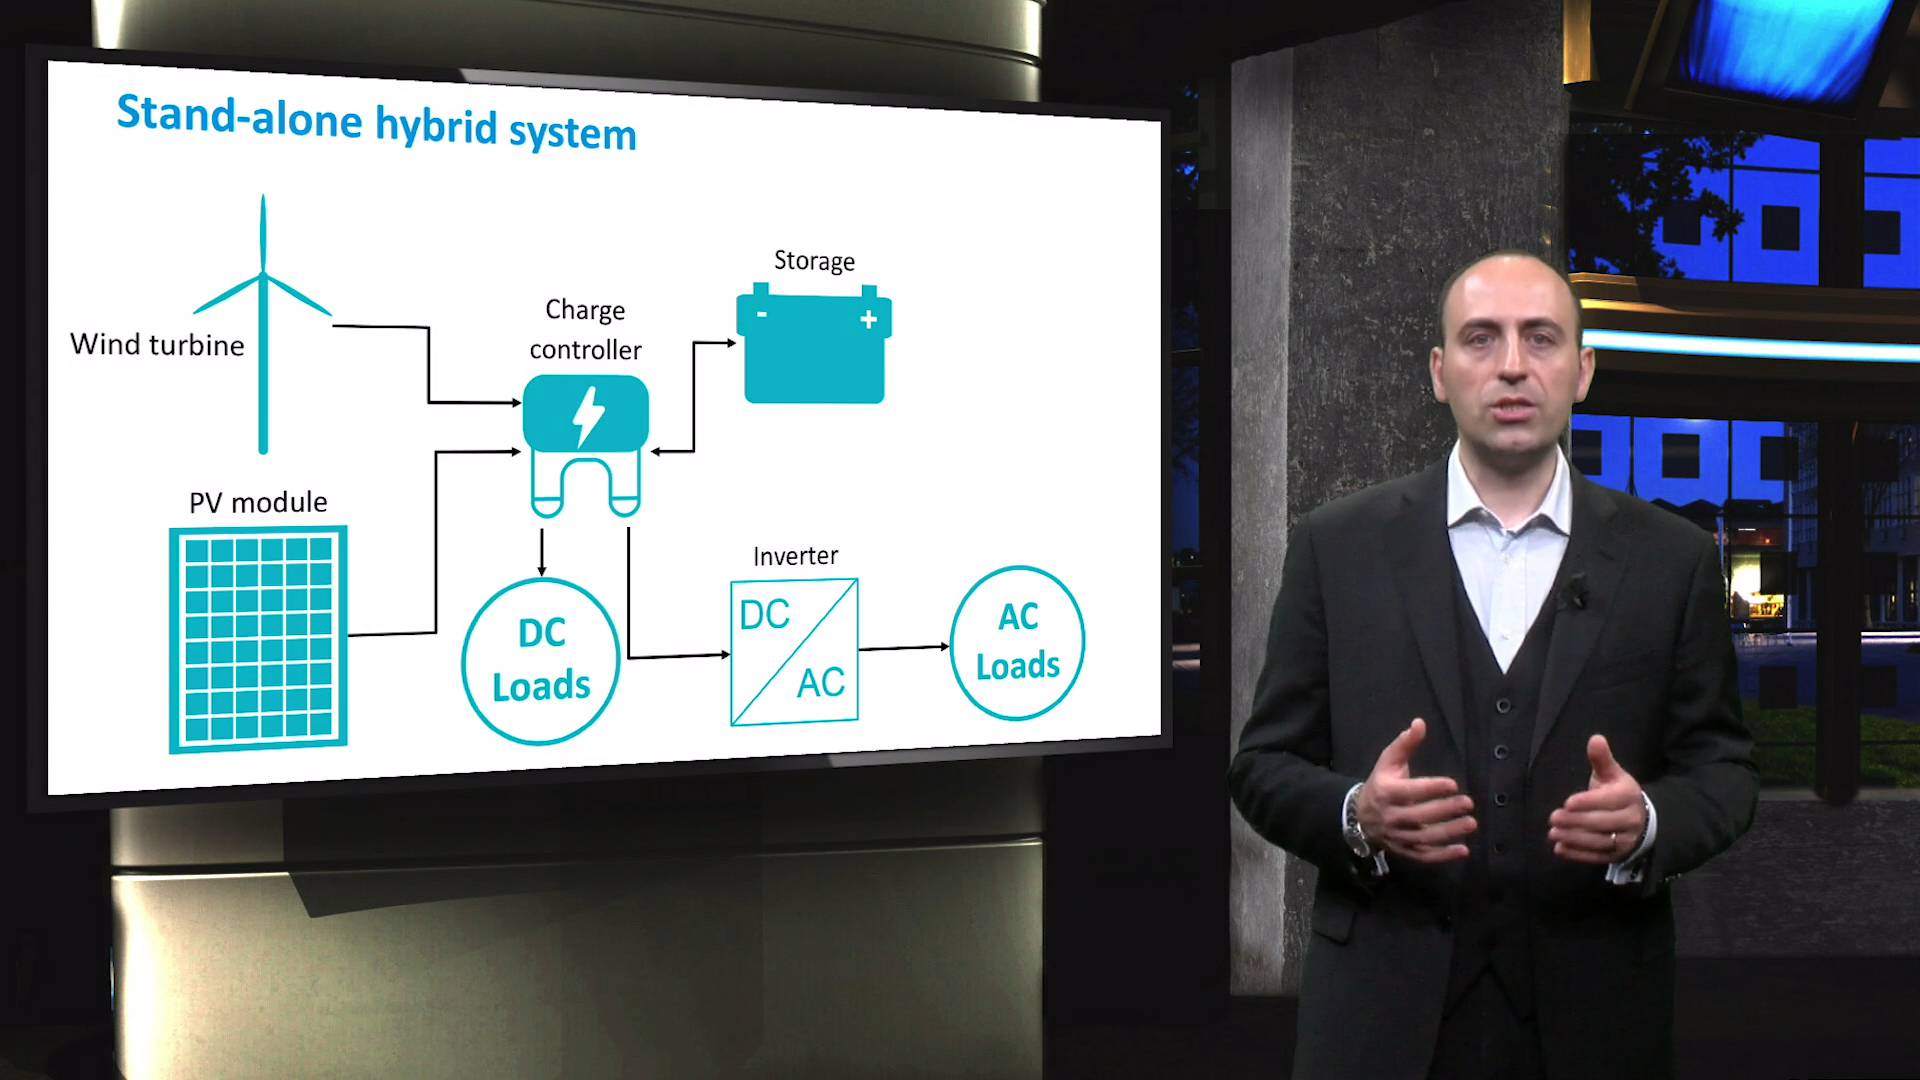 Stand-alone hybrid system
Storage
Charge
controller
Wind turbine
- +
PV module
Inverter
DC
AC
DC
Loads
AC
Loads